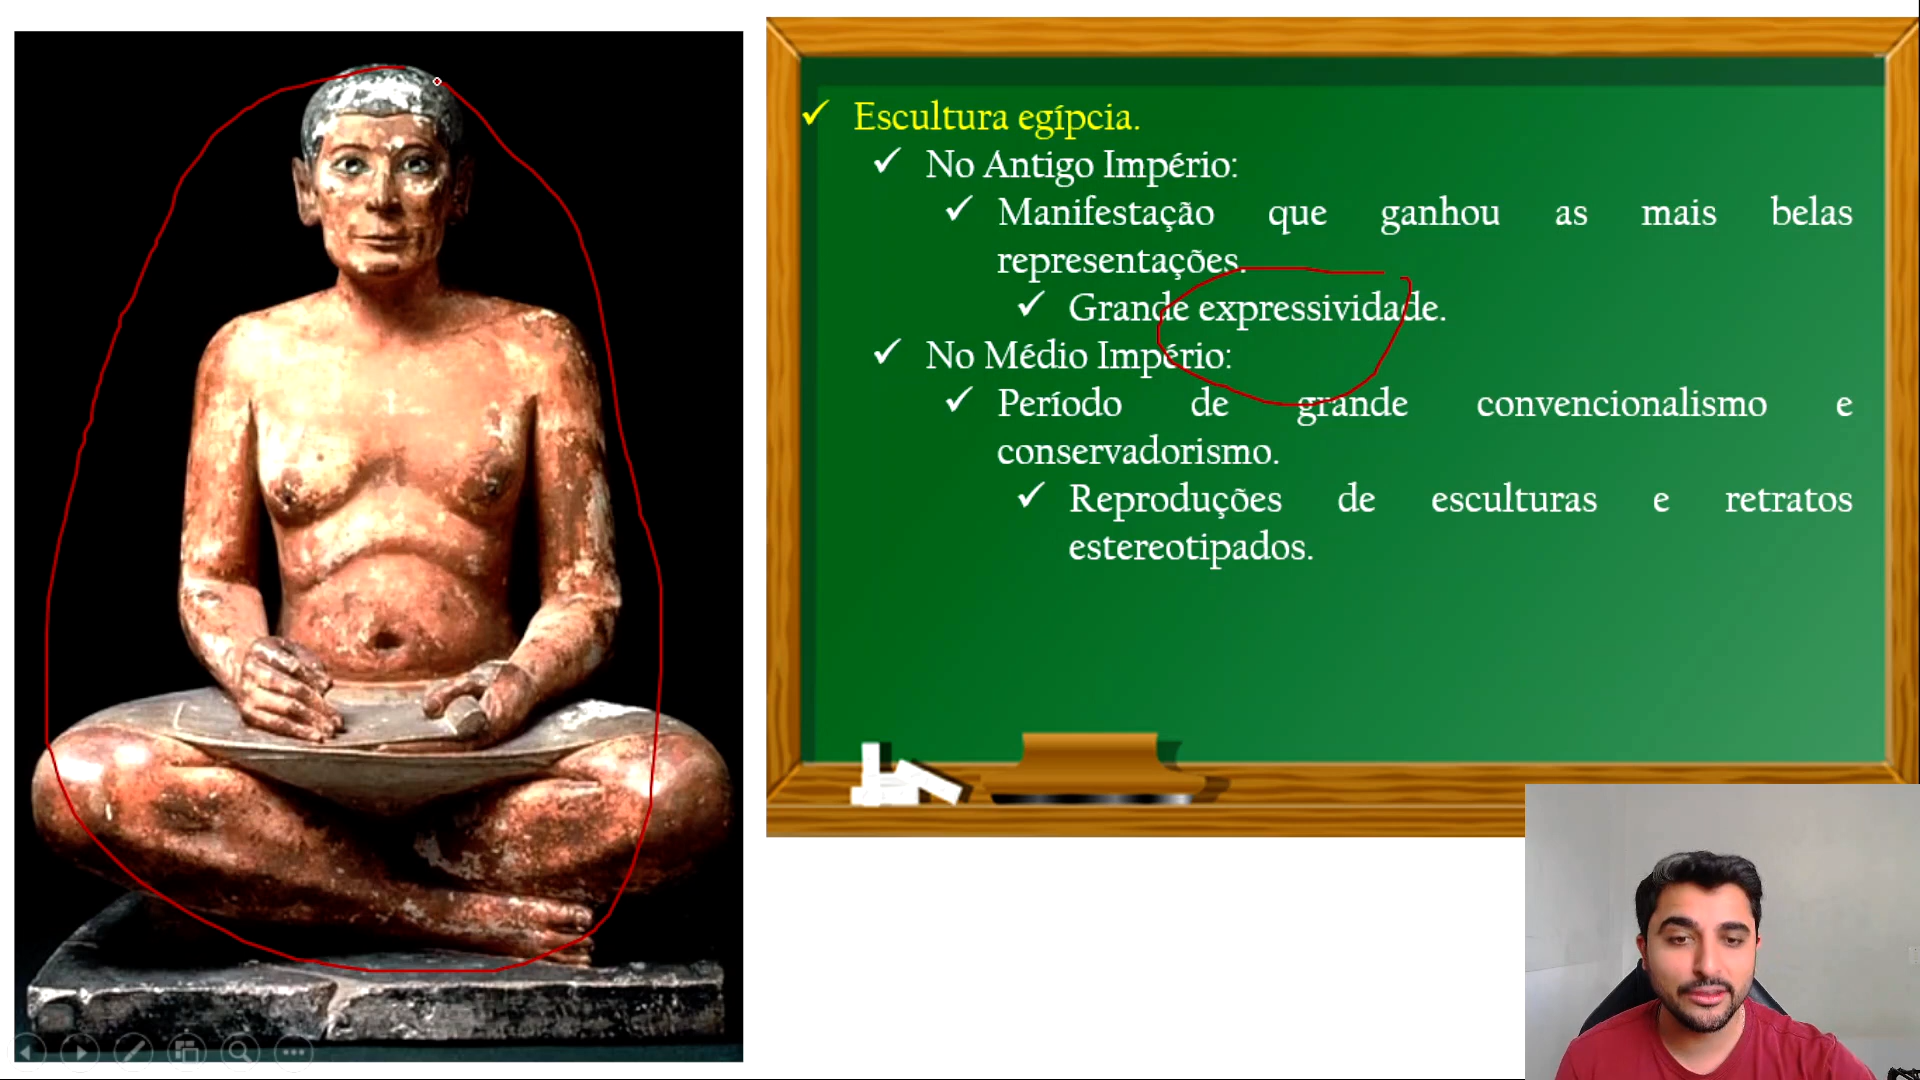 Escultura egípcia.
No Antigo Império:
Manifestação que ganhou as mais belas
representações.
Grande expressividade.
No Médio Império:
Período de grande convencionalismo e
conservadorismo.
Reproduções de esculturas e retratos
estereotipados.